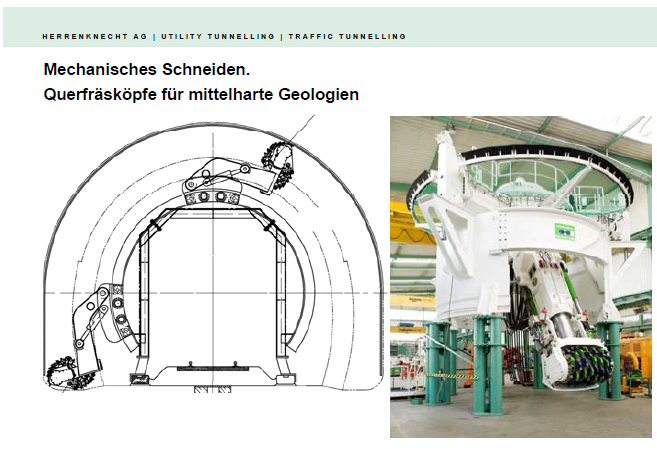 HERRENKNECHT AG | UTILITY TUNNELLING | TRAFFIC TUNNELLING
Mechanisches Schneiden.
Querfräsköpfe für mittelharte Geologien